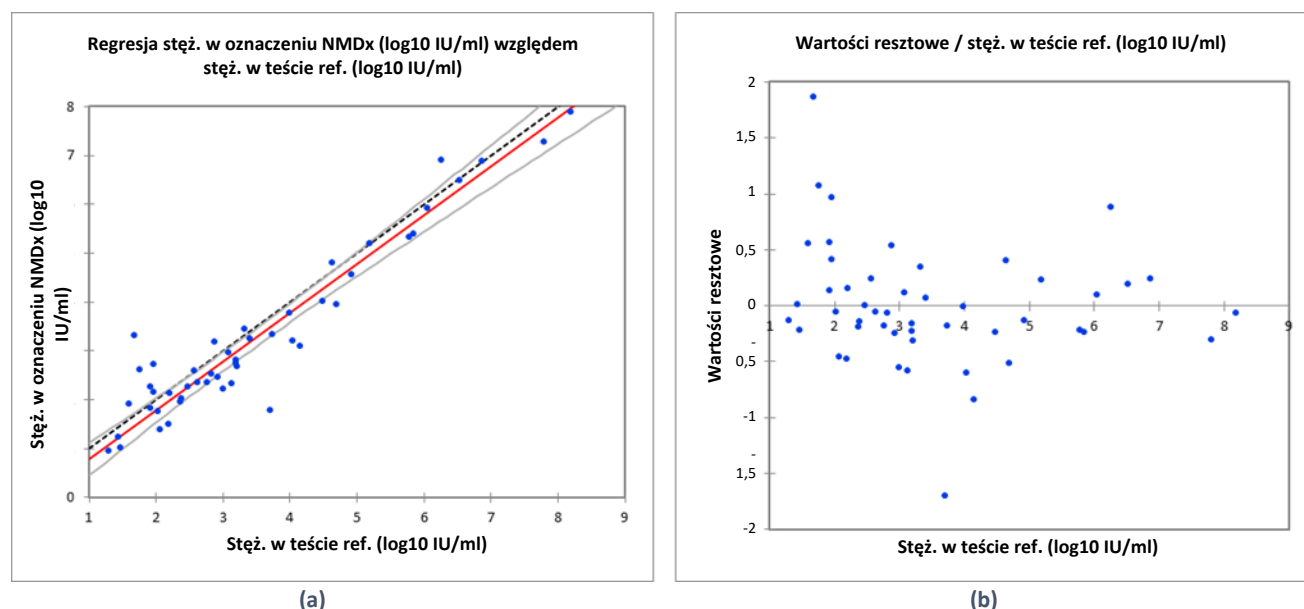 Regresja stęż. w oznaczeniu NMDx (log10 IU/ml) względem
stęż. w teście ref. (log10 IU/ml)
8
7
0
Stęż. w oznaczeniu NMDx (log10
IU/ml)
1 2 3 4 5 6 7 8 9
Stęż. w teście ref. (log10 IU/ml)
(a)
Wartości resztowe / stęż. w teście ref. (log10 IU/ml)
2
1,5
1
0,5
0
-
0,5
-1
-
1,5
-2
Wartości resztowe
1 2 3 4 5 6 7 8 9
Stęż. w teście ref. (log10 IU/ml)
(b)